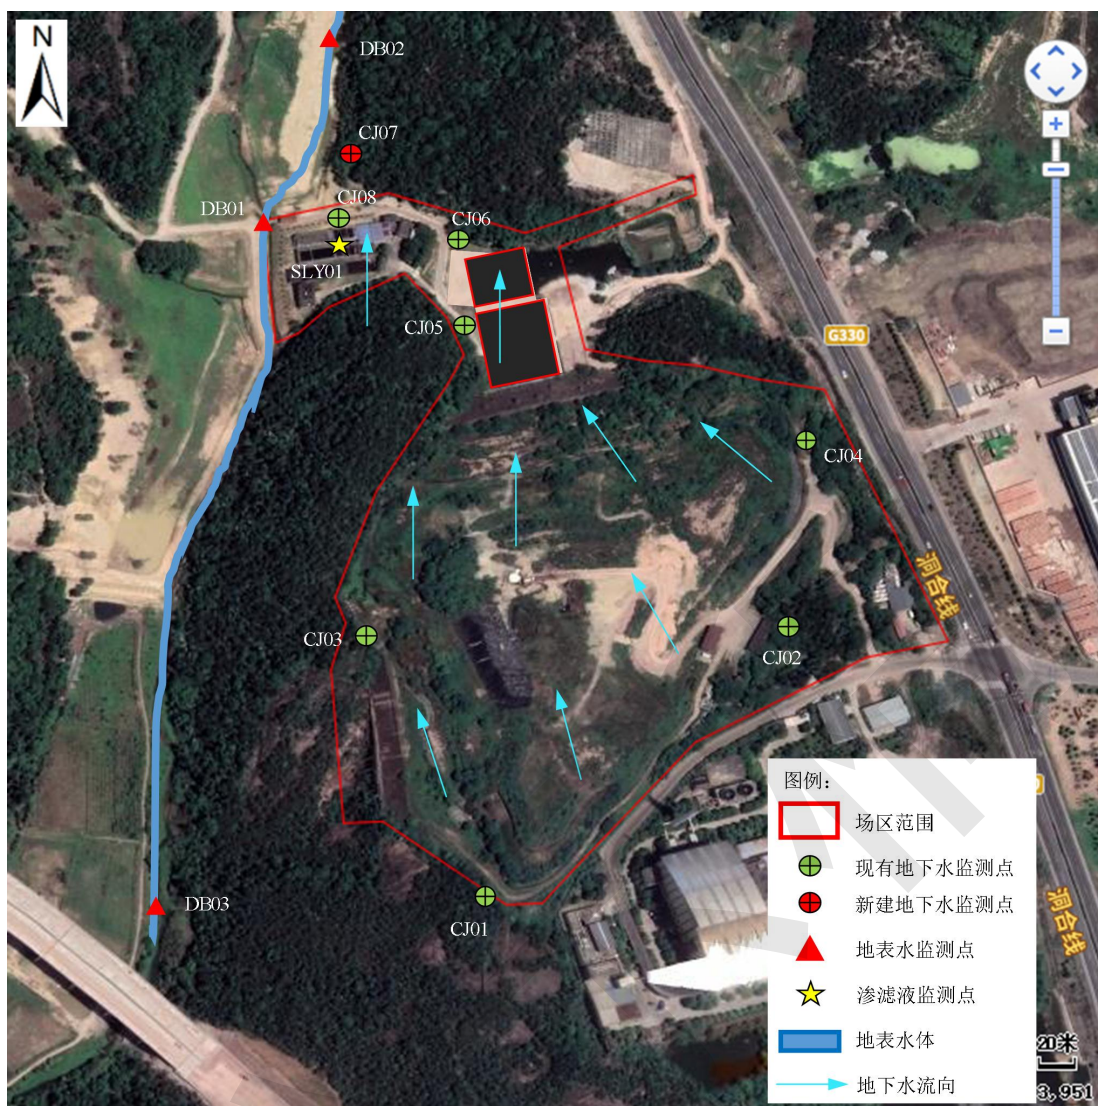 N
DB02
CJ07
CJ08
DB01
CJ06
SLY01
CJ05
G330
CJ04
洞合线
CJ03
CJ02
图例：
场区范围
现有地下水监测点
新建地下水监测点
DB03
CJ01
洞合线
地表水监测点
渗滤液监测点
地表水体
20米
地下水流向
3,951